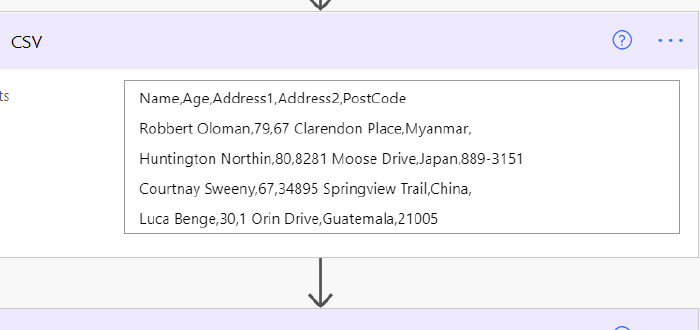 CSV
ts
Name,Age,Address1,Address2,PostCode
Robbert Oloman,79,67 Clarendon Place,Myanmar,
Huntington Northin,80,8281 Moose Drive,Japan,889-3151
Courtnay Sweeny,67,34895 Springview Trail,China,
Luca Benge,30,1 Orin Drive,Guatemala,21005